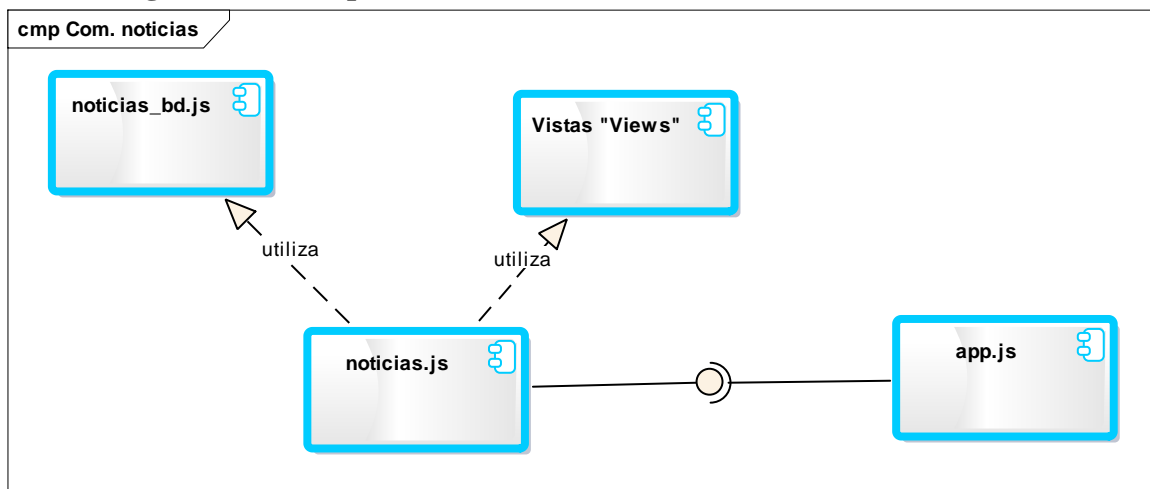 cmp Com. noticias
noticias_bd.js
Vistas "Views"
utiliza
utiliza
noticias.js
app.js